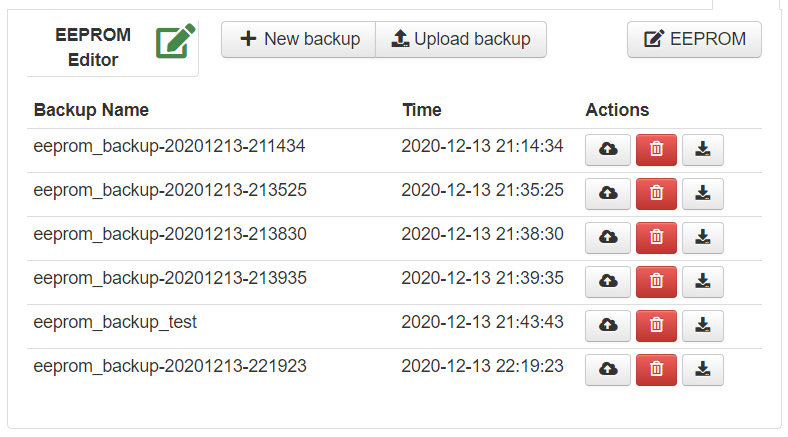 EEPROM
Editor
New backup
Upload backup
EEPROM
Backup Name Time Actions
eeprom_backup-20201213-211434 2020-12-13 21:14:34
eeprom_backup-20201213-213525 2020-12-13 21:35:25
eeprom_backup-20201213-213830 2020-12-13 21:38:30
eeprom_backup-20201213-213935 2020-12-13 21:39:35
eeprom_backup_test 2020-12-13 21:43:43
eeprom_backup-20201213-221923 2020-12-13 22:19:23